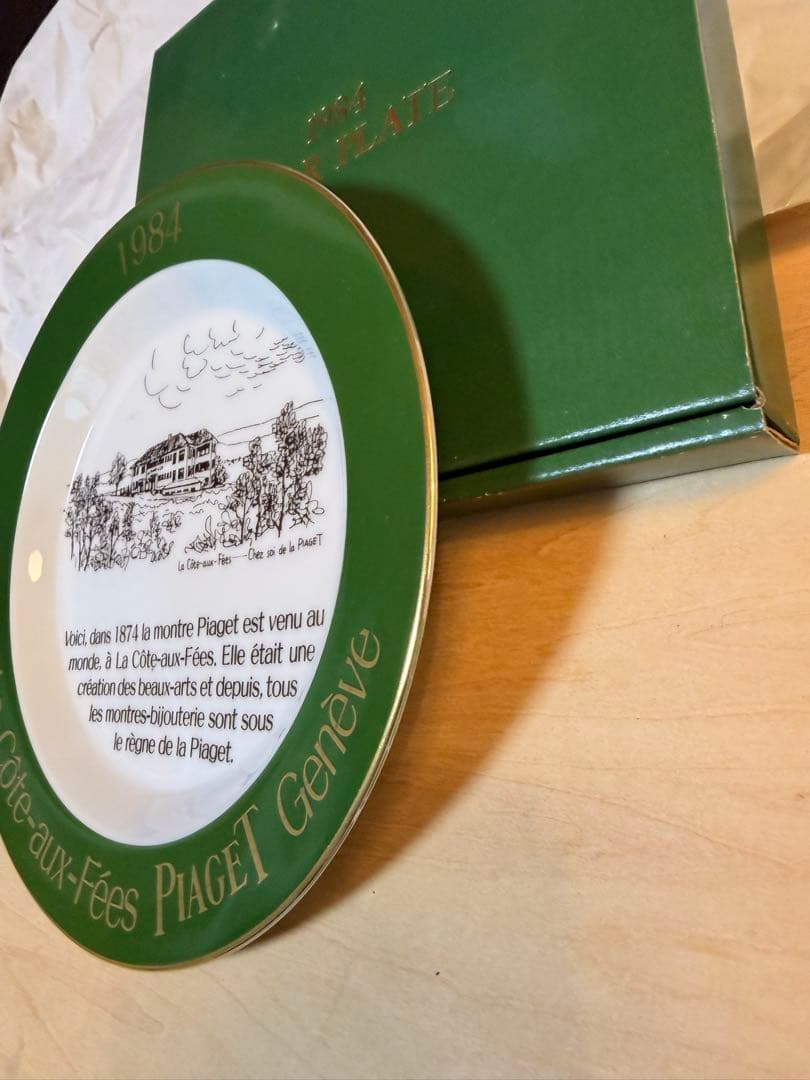 1984
PLATE
1984
La Côte-aux-Fées Chez soi de la PIAGET
Voici, dans 1874 la montre Piaget est venu au
monde, à La Côte-aux-Fées. Elle était une
création des beaux-arts et depuis, tous
les montres-bijouterie sont sous
le règne de la Piaget.
Côte-aux-Fées PIAGET Genève